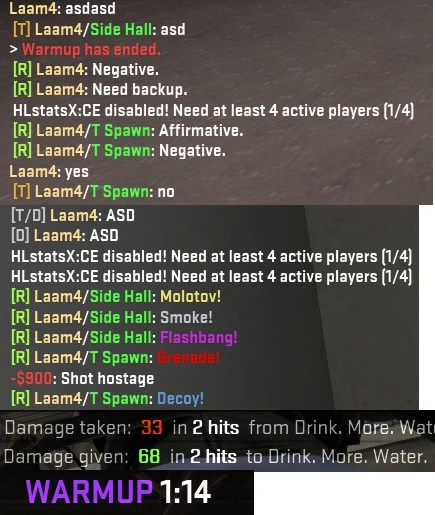 Laam4: asdasd
[T] Laam4/Side Hall: asd
> Warmup has ended.
[R] Laam4: Negative.
[R] Laam4: Need backup.
HLstatsX:CE disabled! Need at least 4 active players (1/4)
[R] Laam4/T Spawn: Affirmative.
[R] Laam4/T Spawn: Negative.
Laam4: yes
[T] Laam4/T Spawn: no
[T/D] Laam4: ASD
[D] Laam4: ASD
HLstatsX:CE disabled! Need at least 4 active players (1/4)
HLstatsX:CE disabled! Need at least 4 active players (1/4)
[R] Laam4/Side Hall: Molotov!
[R] Laam4/Side Hall: Smoke!
[R] Laam4/Side Hall: Flashbang!
[R] Laam4/T Spawn: Grenade!
-$900: Shot hostage
[R] Laam4/T Spawn: Decoy!
Damage taken: 33 in 2 hits from Drink. More. Wate
Damage given: 68 in 2 hits to Drink. More. Water.
WARMUP 1:14